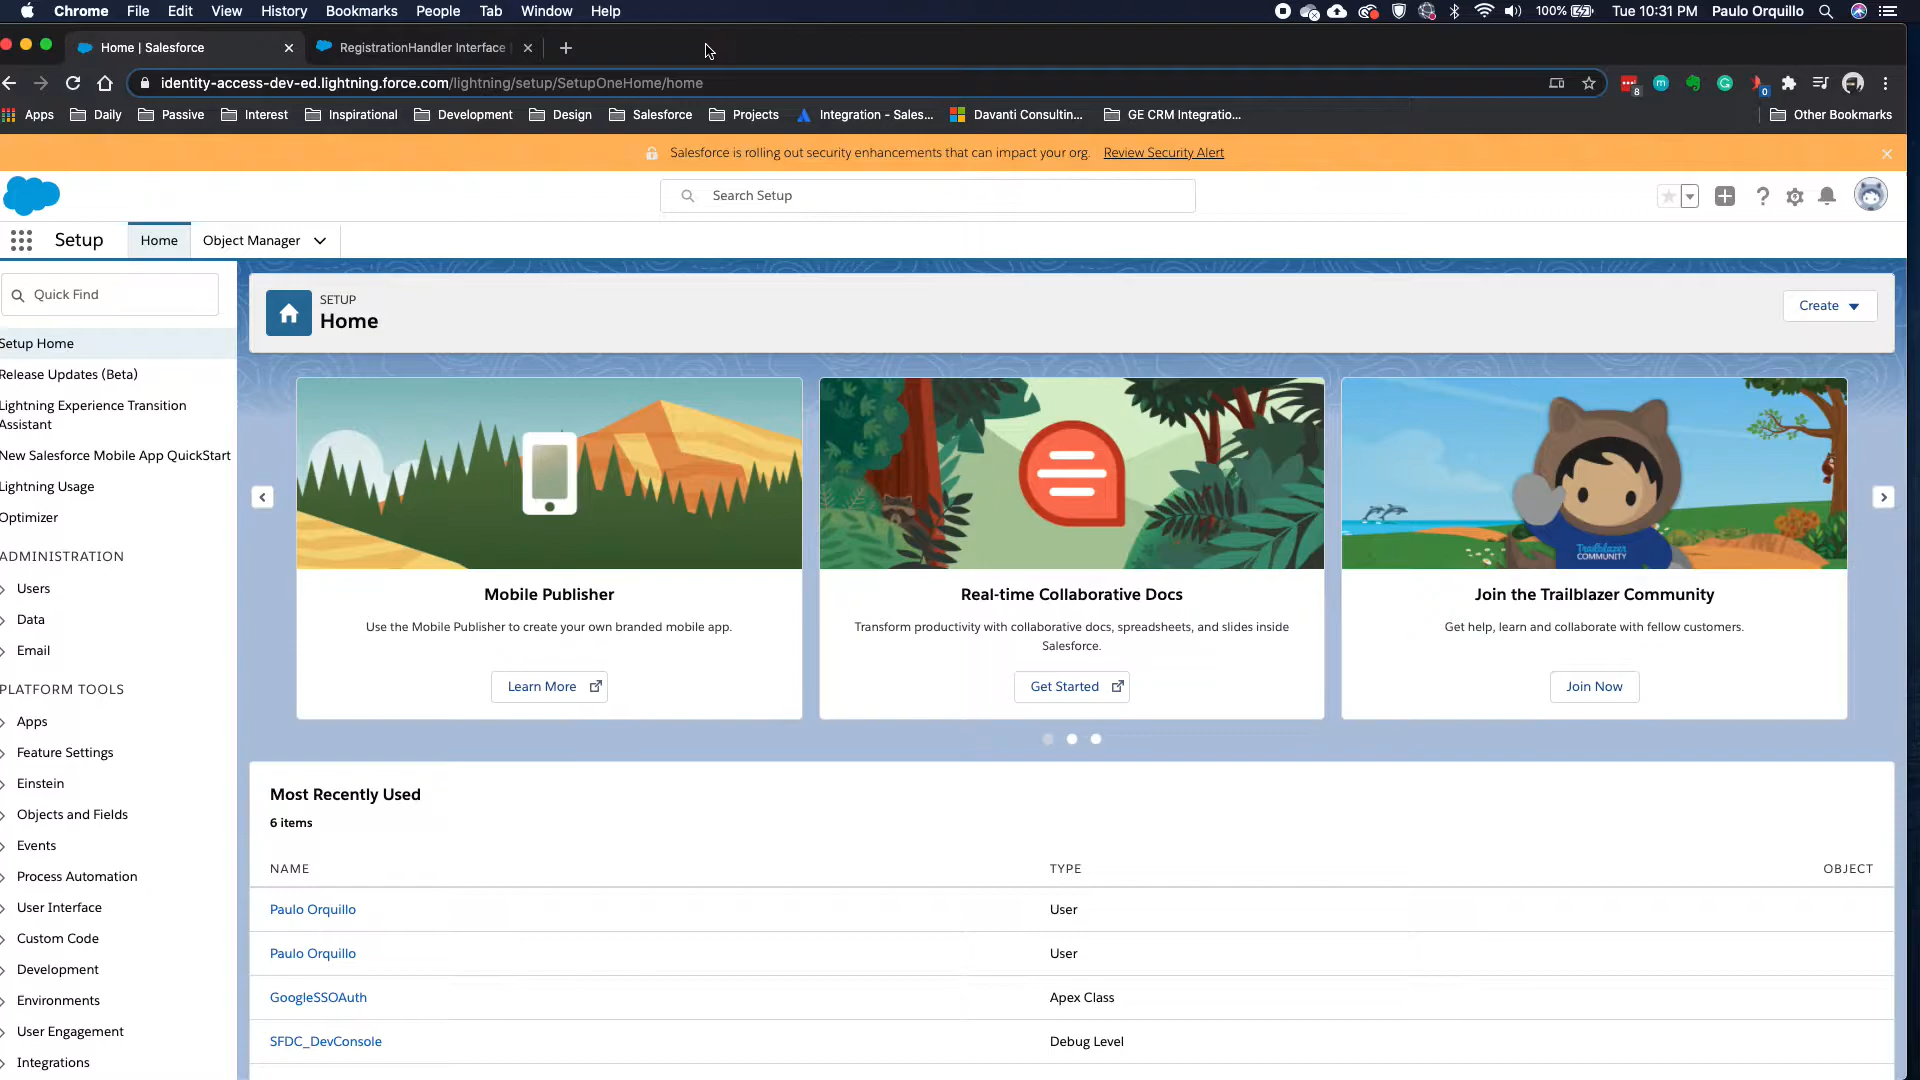 Chrome File Edit View History Bookmarks People Tab Window Help 100% Tue 10:31 PM Paulo Orquillo
Home | Salesforce RegistrationHandler Interface
identity-access-dev-ed.lightning.force.com/lightning/setup/SetupOneHome/home 8 0
Apps Daily Passive Interest Inspirational Development Design Salesforce Projects Integration - Sales... Davanti Consultin... GE CRM Integratio... Other Bookmarks
Salesforce is rolling out security enhancements that can impact your org. Review Security Alert
Search Setup
Setup Home Object Manager
Quick Find
SETUP
Home
Create
Setup Home
Release Updates (Beta)
Lightning Experience Transition
Assistant
New Salesforce Mobile App QuickStart
Lightning Usage
Optimizer
ADMINISTRATION
Users
Data
Email
PLATFORM TOOLS
Apps
Feature Settings
Einstein
Objects and Fields
Events
Process Automation
User Interface
Custom Code
Development
Environments
User Engagement
Integrations
Mobile Publisher
Use the Mobile Publisher to create your own branded mobile app.
Learn More
Real-time Collaborative Docs
Transform productivity with collaborative docs, spreadsheets, and slides inside
Salesforce.
Get Started
Trailblazer
COMMUNITY
Join the Trailblazer Community
Get help, learn and collaborate with fellow customers.
Join Now
Most Recently Used
6 items
NAME TYPE OBJECT
Paulo Orquillo User
Paulo Orquillo User
GoogleSSOAuth Apex Class
SFDC_DevConsole Debug Level